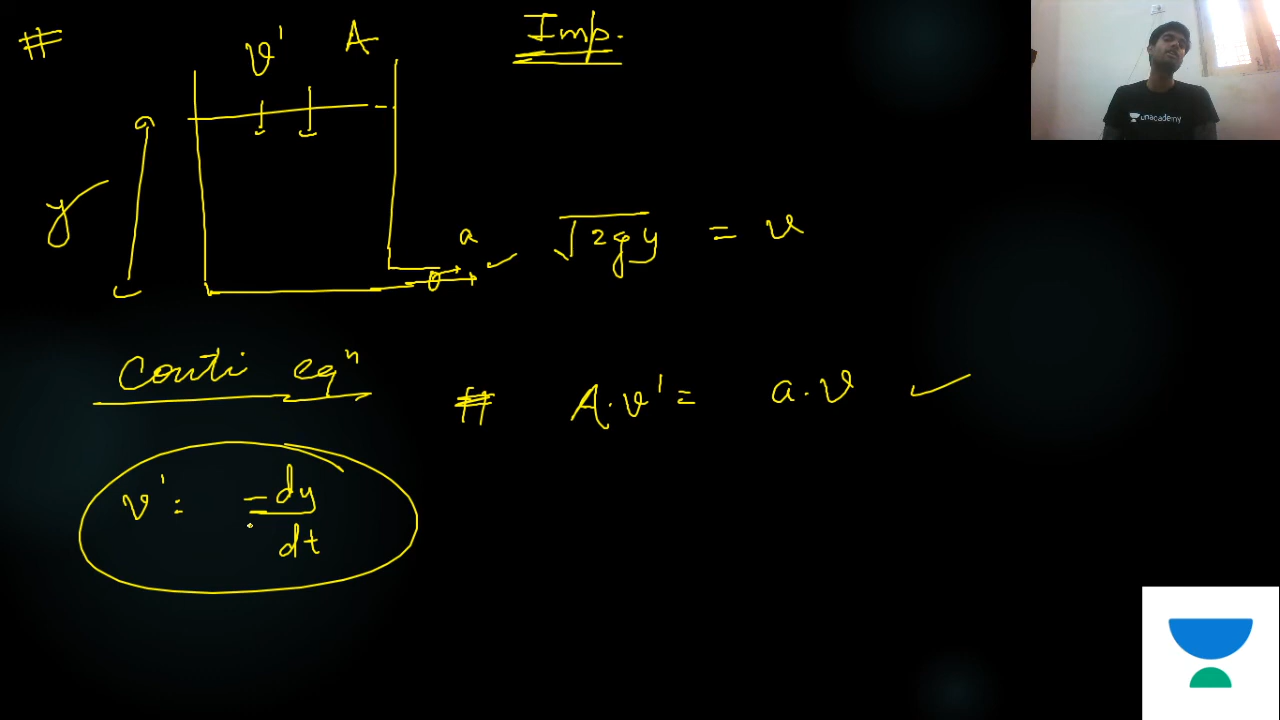 # v' A Imp.
y
a √2gy = v
Conti eqⁿ
# A.v' = a.v
v' = -dy
dt
unacademy